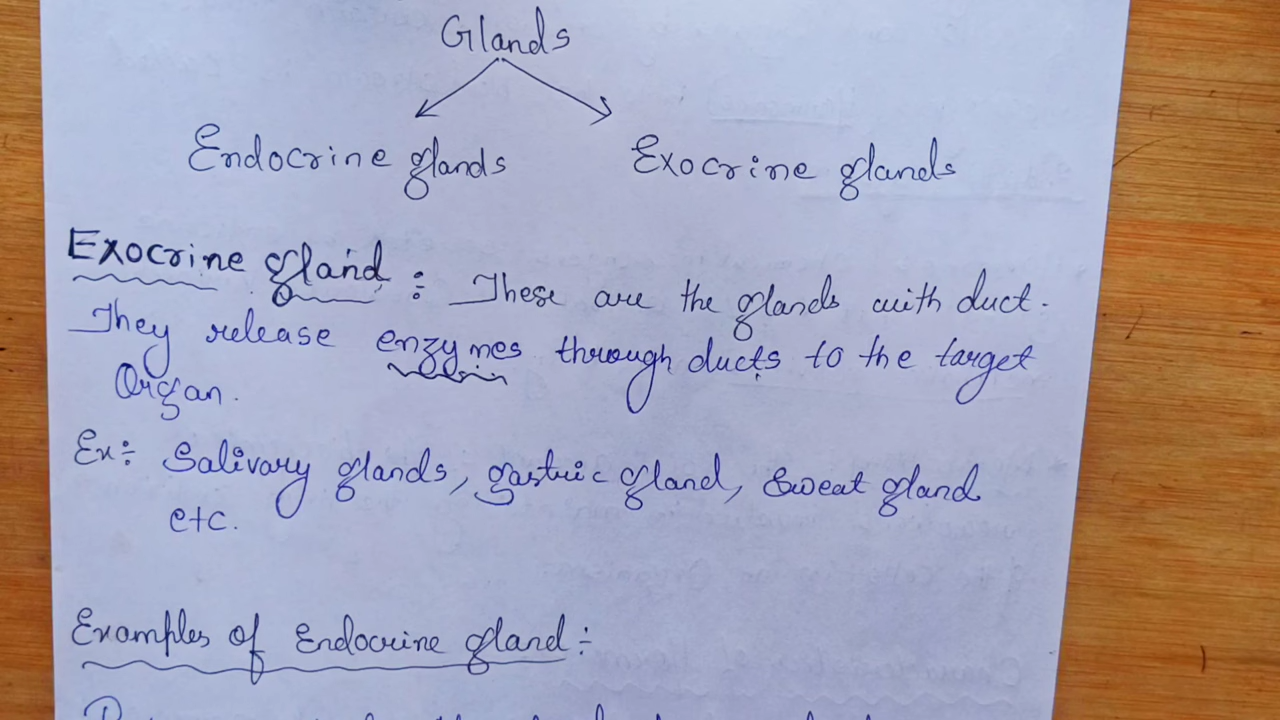 Glands
Endocrine glands
Exocrine glands
Exocrine gland : These are the glands with duct.
They release enzymes through ducts to the target
Organ.
Ex:- Salivary glands, gastric gland, Sweat gland
etc.
Examples of Endocrine gland :-